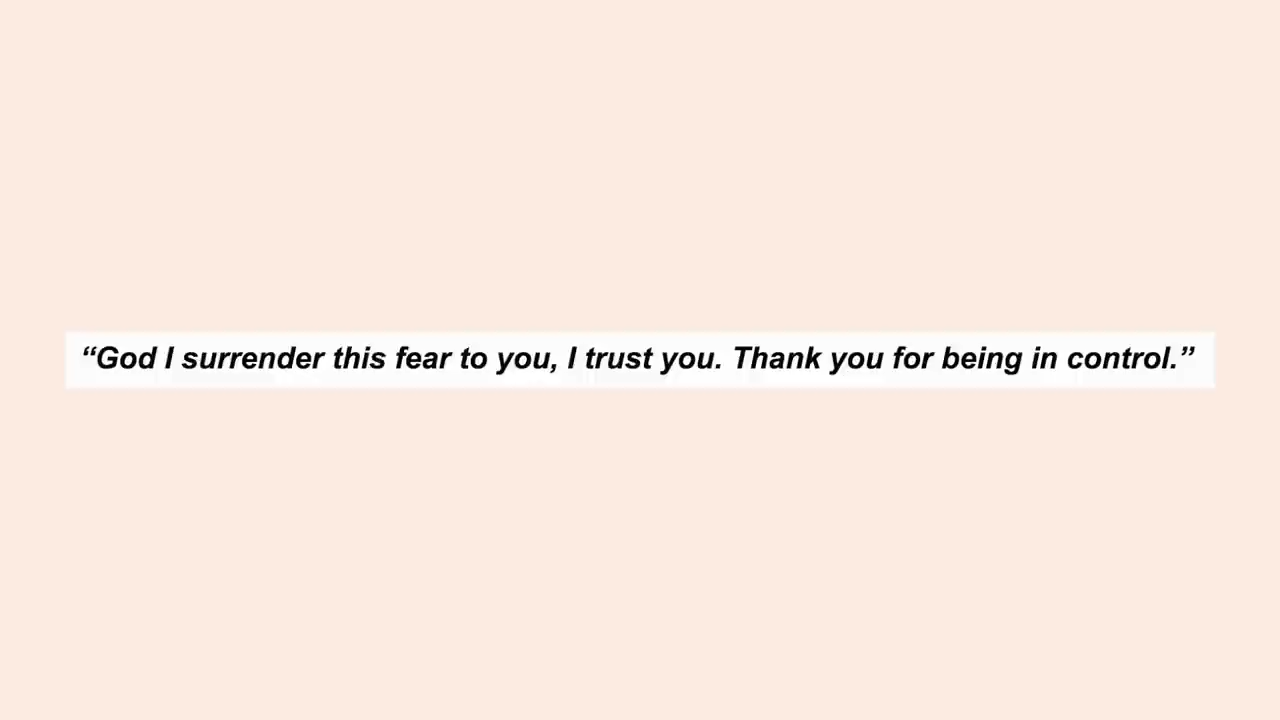 “God I surrender this fear to you, I trust you. Thank you for being in control.”